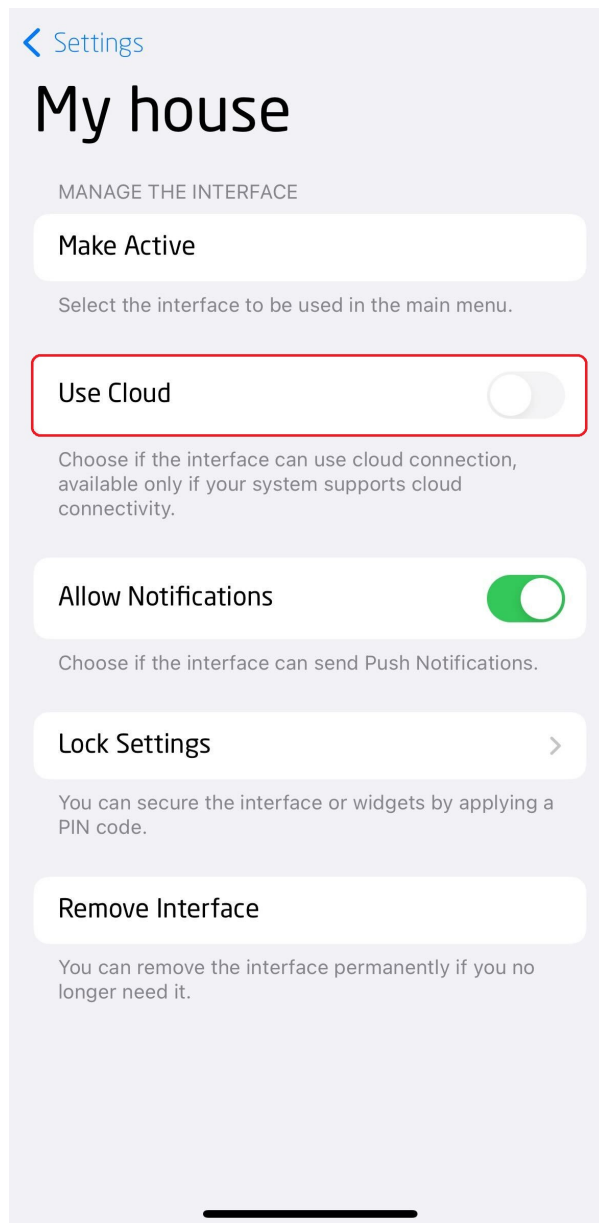 Settings
My house
MANAGE THE INTERFACE
Make Active
Select the interface to be used in the main menu.
Use Cloud
Choose if the interface can use cloud connection,
available only if your system supports cloud
connectivity.
Allow Notifications
Choose if the interface can send Push Notifications.
Lock Settings
You can secure the interface or widgets by applying a
PIN code.
Remove Interface
You can remove the interface permanently if you no
longer need it.